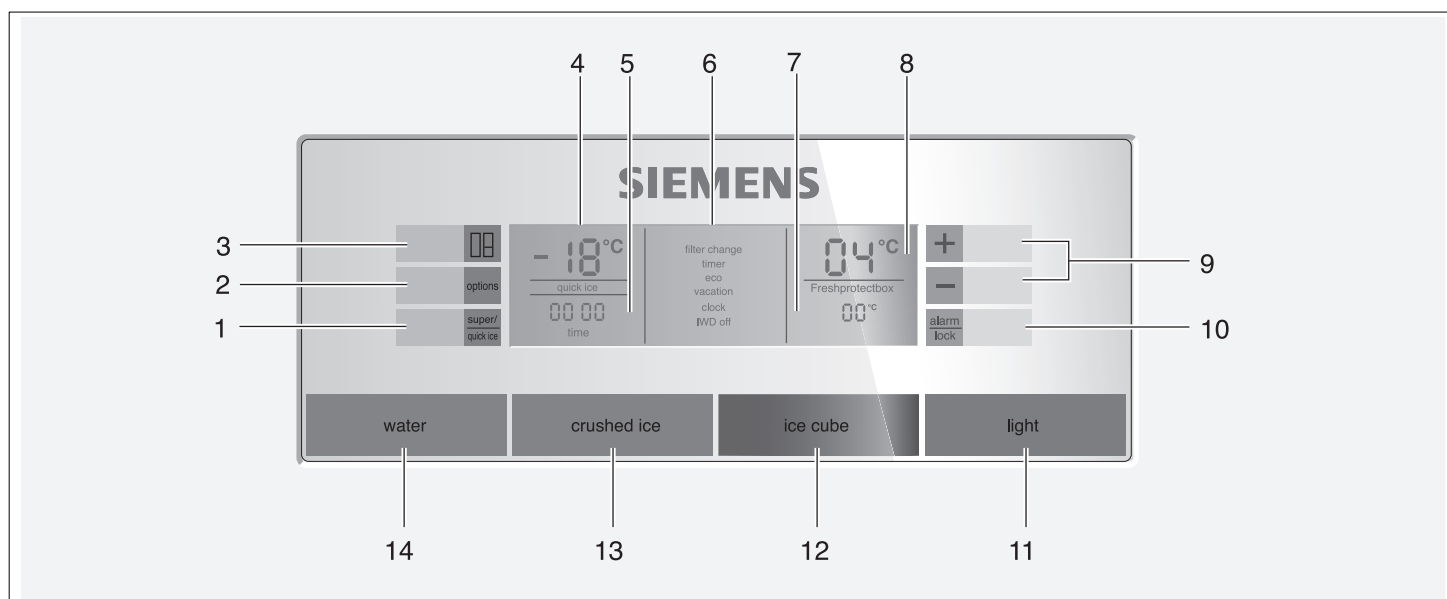 4 5 6 7 8
SIEMENS
3
2
1
options
super/
quick ice
-18°C
quick ice
00 00
time
filter change
timer
eco
vacation
clock
IWD off
04°C
Freshprotectbox
00°C
+
−
alarm
lock
9
10
water crushed ice ice cube light
14 13 12 11